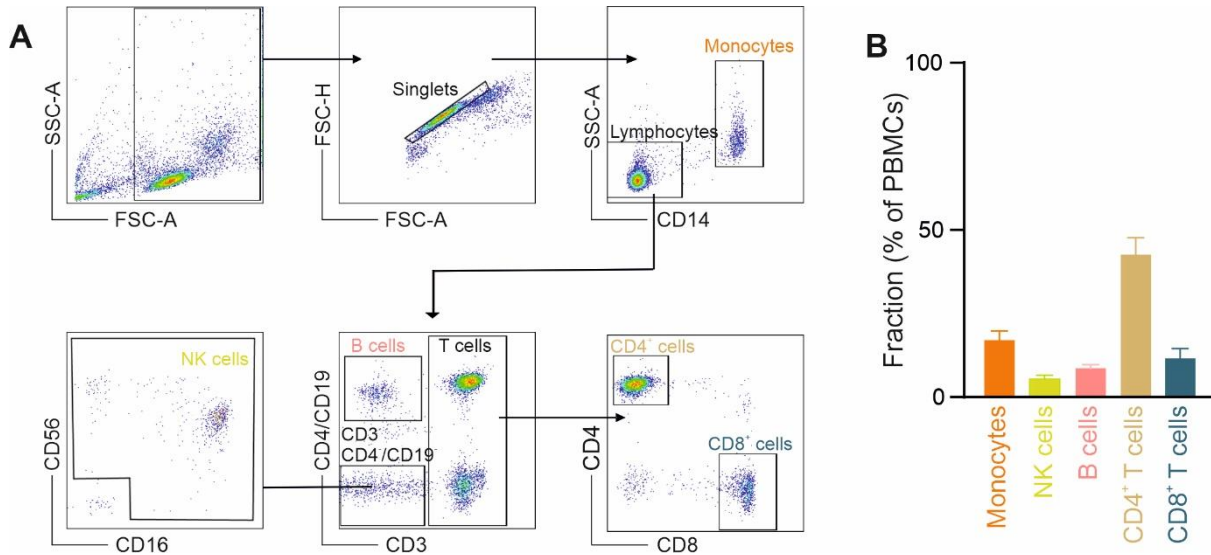 A
SSC-A
FSC-A
FSC-H
Singlets
FSC-A
SSC-A
Monocytes
Lymphocytes
CD14
CD56
NK cells
CD16
CD4/CD19
B cells
T cells
CD3
CD4⁻/CD19⁻
CD3
CD4
CD4⁺ cells
CD8⁺ cells
CD8
B
Fraction (% of PBMCs)
100
50
0
Monocytes
NK cells
B cells
CD4⁺ T cells
CD8⁺ T cells